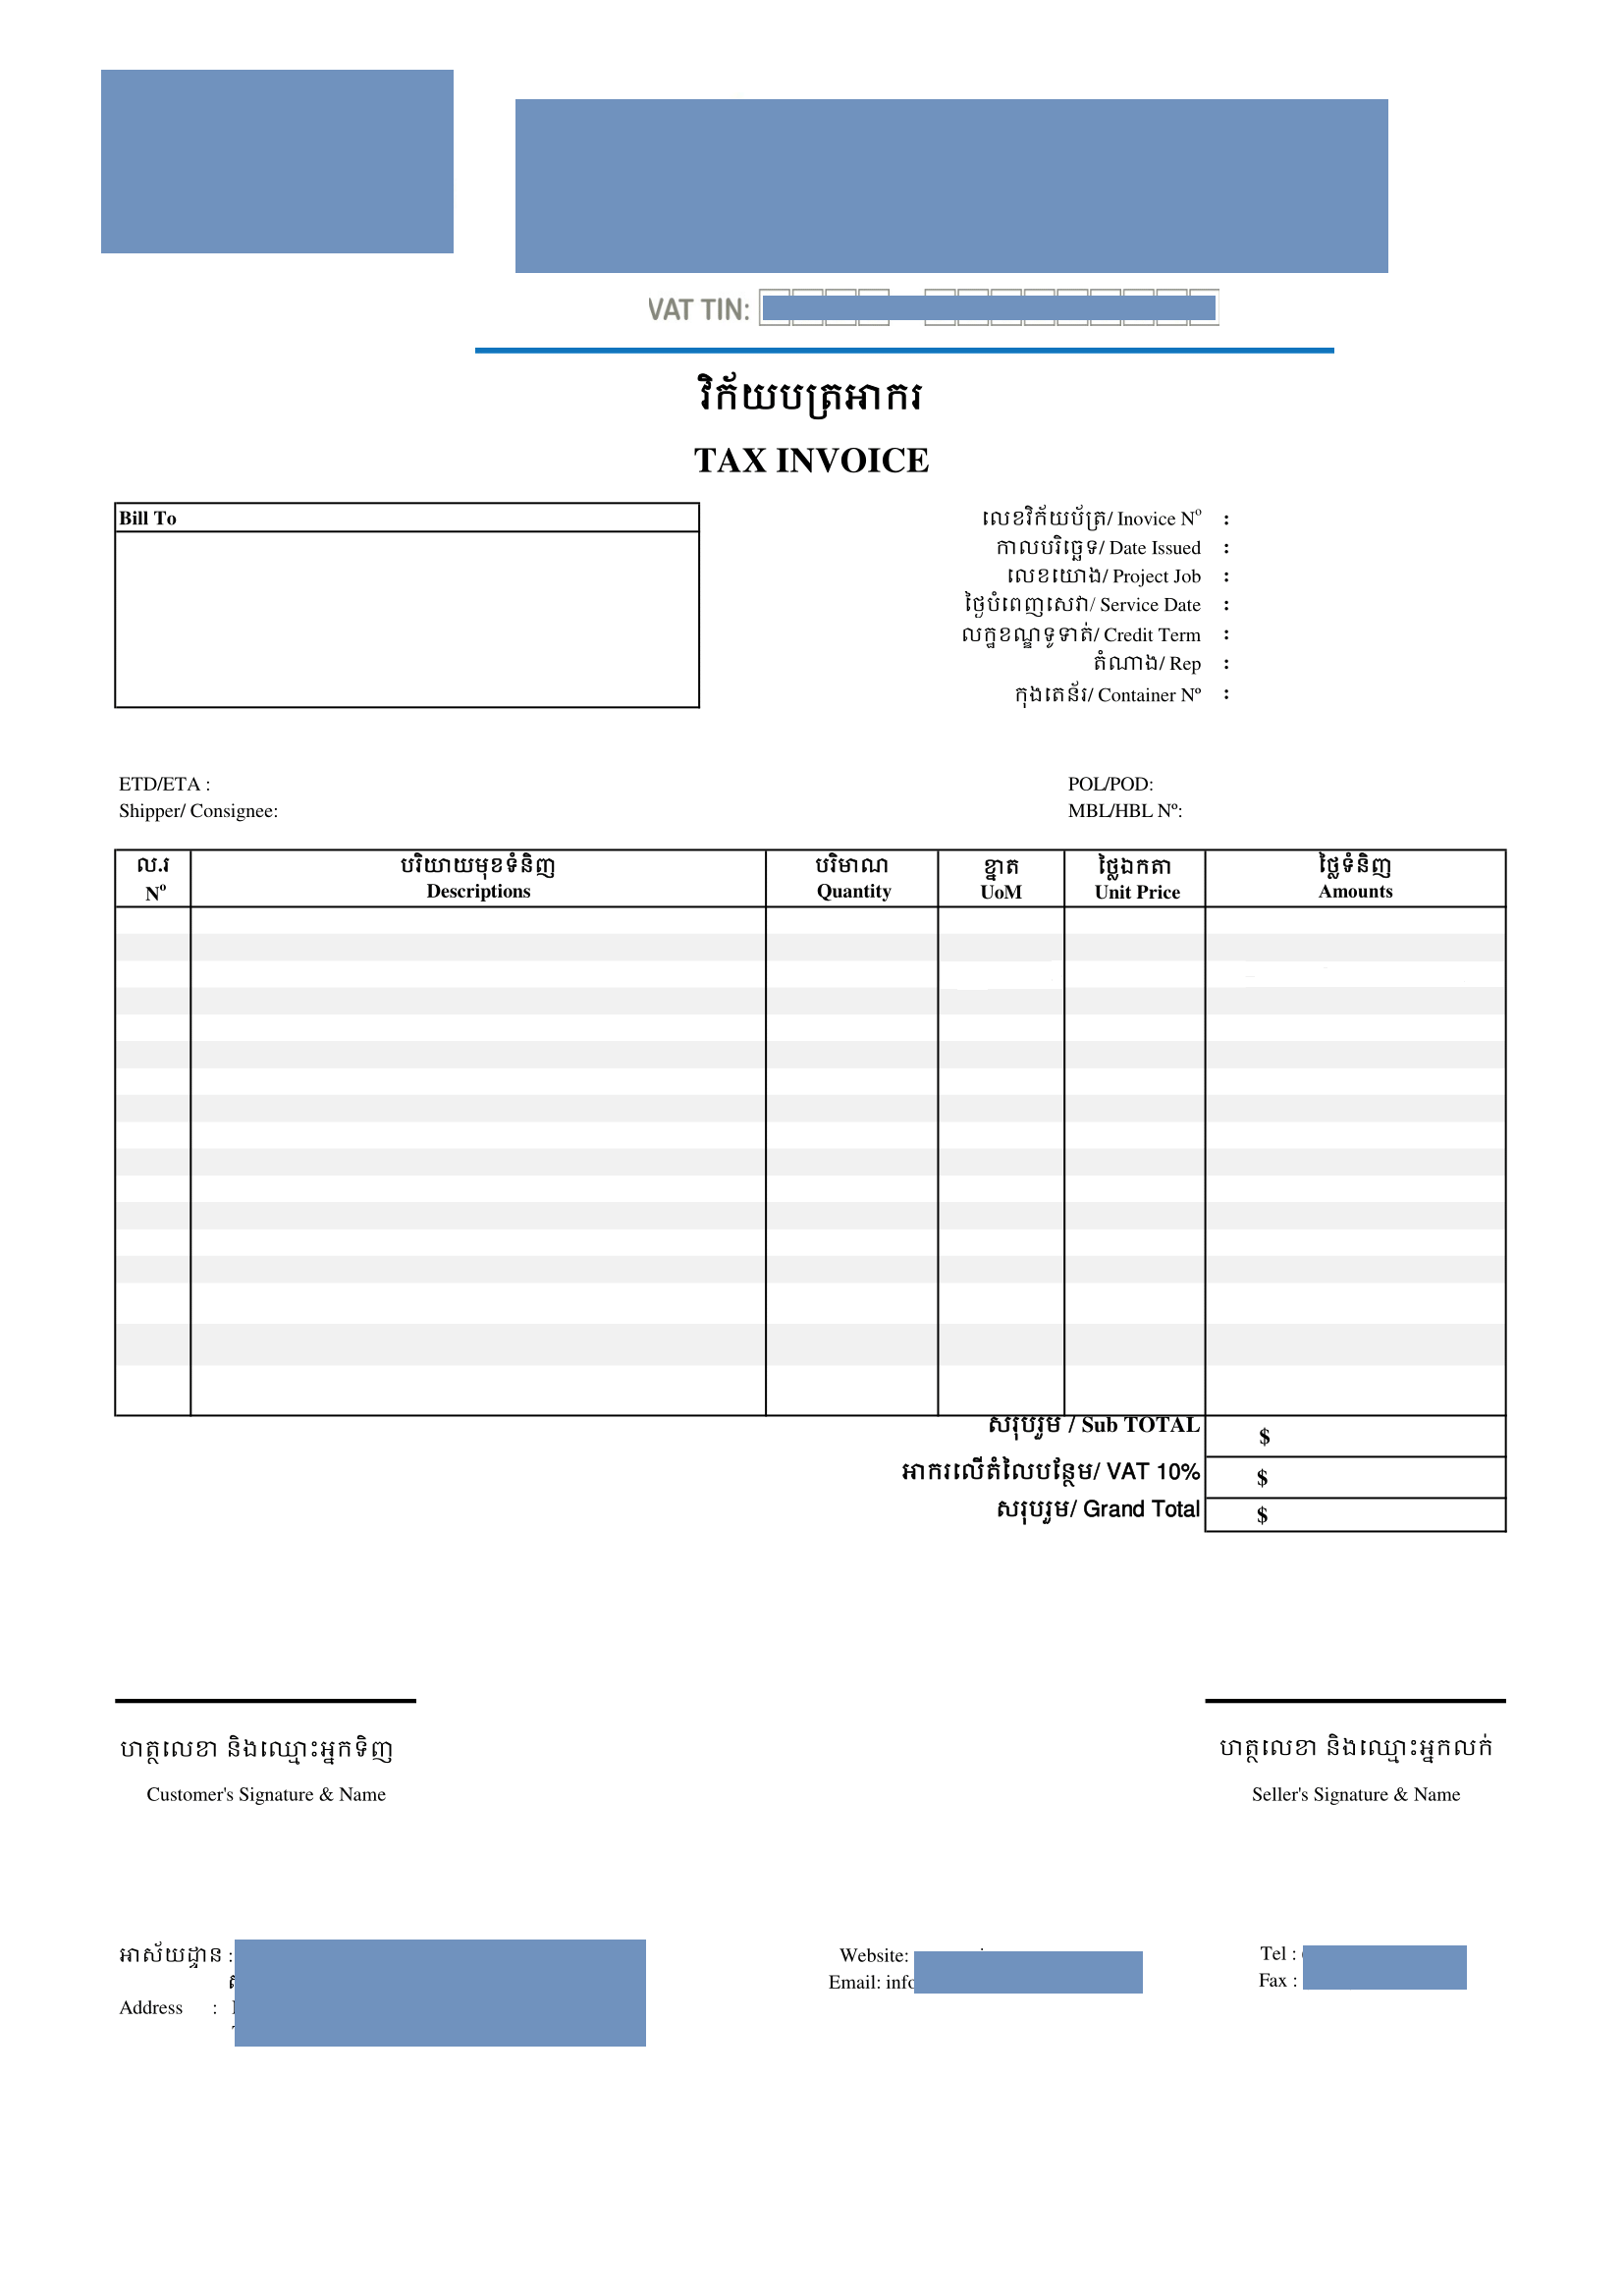 VAT TIN:
វិក័យបត្រអាករ
TAX INVOICE
Bill To
លេខវិក័យប័ត្រ/ Inovice Nº :
កាលបរិច្ឆេទ/ Date Issued :
លេខយោង/ Project Job :
ថ្ងៃបំពេញសេវា/ Service Date :
លក្ខខណ្ឌទូទាត់/ Credit Term :
តំណាង/ Rep :
កុងតេន័រ/ Container Nº :
ETD/ETA : POL/POD:
Shipper/ Consignee: MBL/HBL Nº:
ល.រ បរិយាយមុខទំនិញ បរិមាណ ខ្នាត ថ្លៃឯកតា ថ្លៃទំនិញ
Nº Descriptions Quantity UoM Unit Price Amounts
សរុបរួម / Sub TOTAL $
អាករលើតំលៃបន្ថែម/ VAT 10% $
សរុបរួម/ Grand Total $
ហត្ថលេខា និងឈ្មោះអ្នកទិញ ហត្ថលេខា និងឈ្មោះអ្នកលក់
Customer's Signature & Name Seller's Signature & Name
អាស័យដ្ឋាន : Website: Tel :
Email: info Fax :
Address :